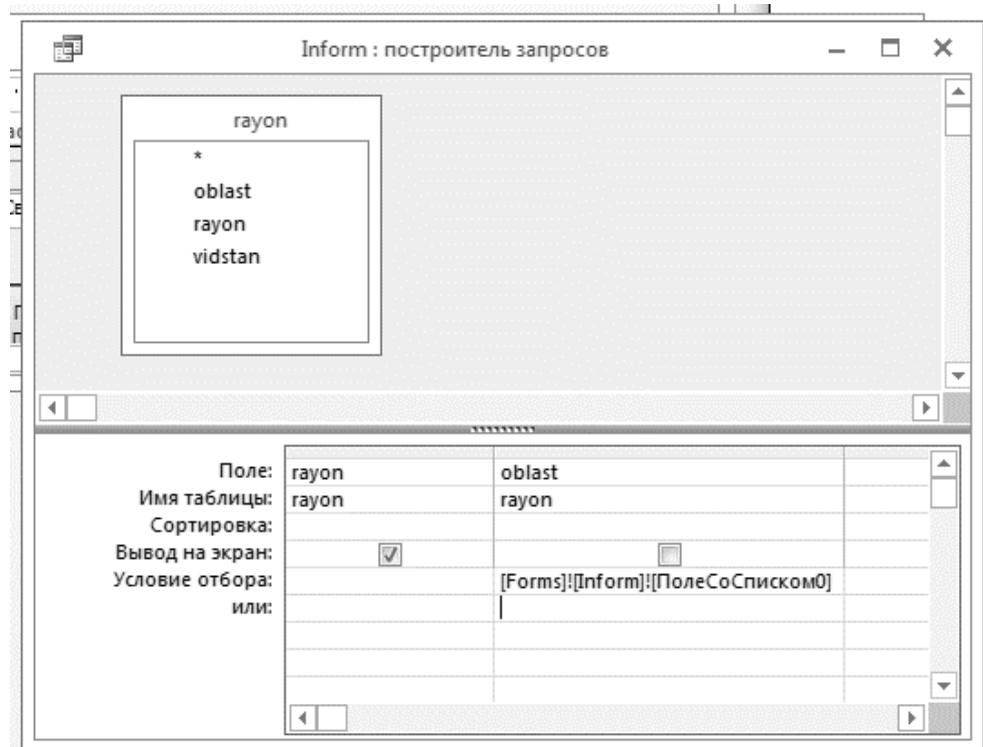 Inform : построитель запросов
rayon
*
oblast
rayon
vidstan
Поле: rayon oblast
Имя таблицы: rayon rayon
Сортировка:
Вывод на экран:
Условие отбора: [Forms]![Inform]![ПолеСоСписком0]
или: